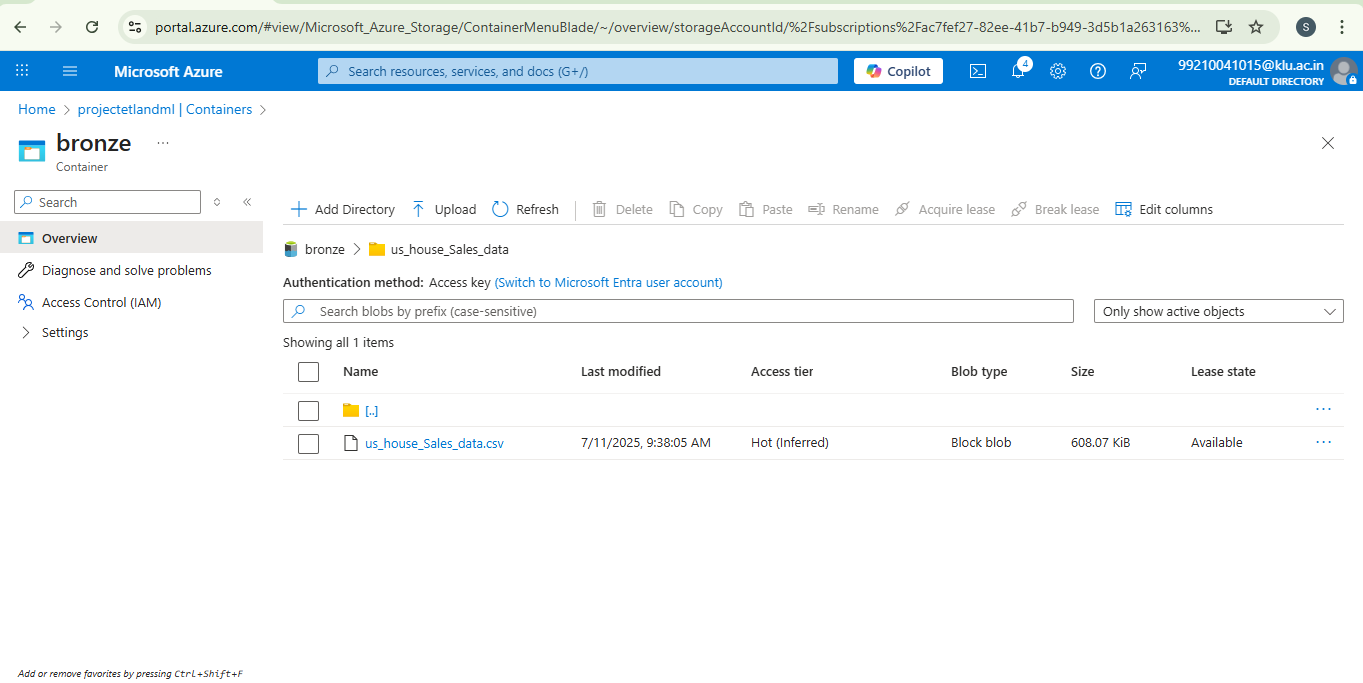 portal.azure.com/#view/Microsoft_Azure_Storage/ContainerMenuBlade/~/overview/storageAccountId/%2Fsubscriptions%2Fac7fef27-82ee-41b7-b949-3d5b1a263163%... S
Microsoft Azure Search resources, services, and docs (G+/) Copilot 4 99210041015@klu.ac.in
DEFAULT DIRECTORY
Home > projectetlandml | Containers >
bronze ...
Container
Search
Overview
Diagnose and solve problems
Access Control (IAM)
Settings
Add Directory Upload Refresh Delete Copy Paste Rename Acquire lease Break lease Edit columns
bronze > us_house_Sales_data
Authentication method: Access key (Switch to Microsoft Entra user account)
Search blobs by prefix (case-sensitive) Only show active objects
Showing all 1 items
Name Last modified Access tier Blob type Size Lease state
[..] ...
us_house_Sales_data.csv 7/11/2025, 9:38:05 AM Hot (Inferred) Block blob 608.07 KiB Available ...
Add or remove favorites by pressing Ctrl+Shift+F